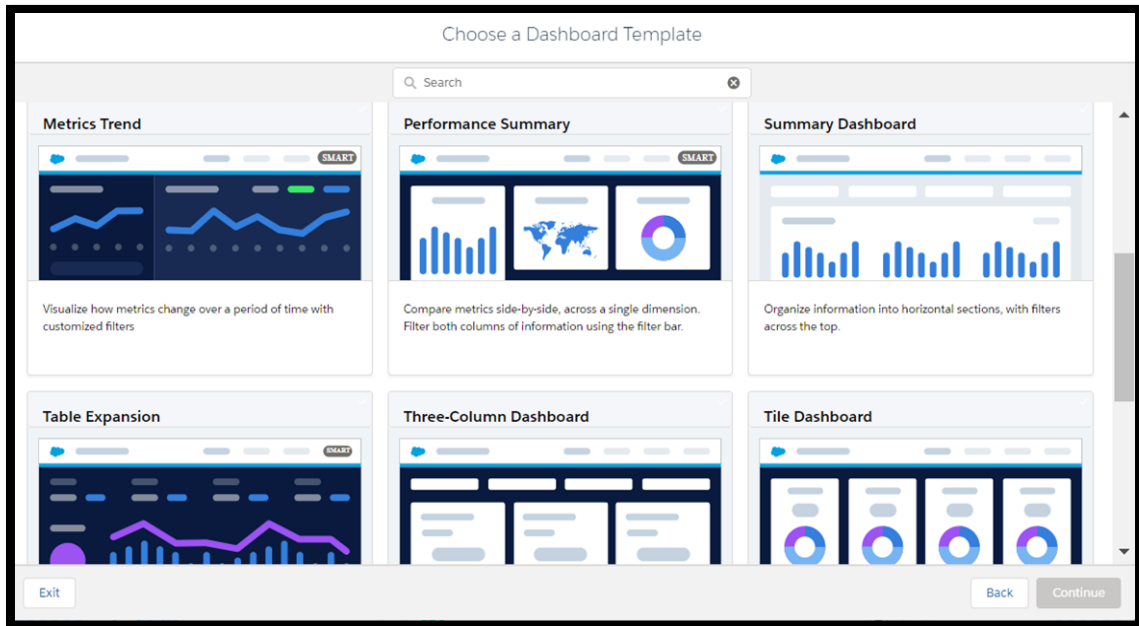 Choose a Dashboard Template
Search
Metrics Trend
SMART
Visualize how metrics change over a period of time with
customized filters
Performance Summary
SMART
Compare metrics side-by-side, across a single dimension.
Filter both columns of information using the filter bar.
Summary Dashboard
Organize information into horizontal sections, with filters
across the top.
Table Expansion
SMART
Three-Column Dashboard
Tile Dashboard
Exit
Back
Continue